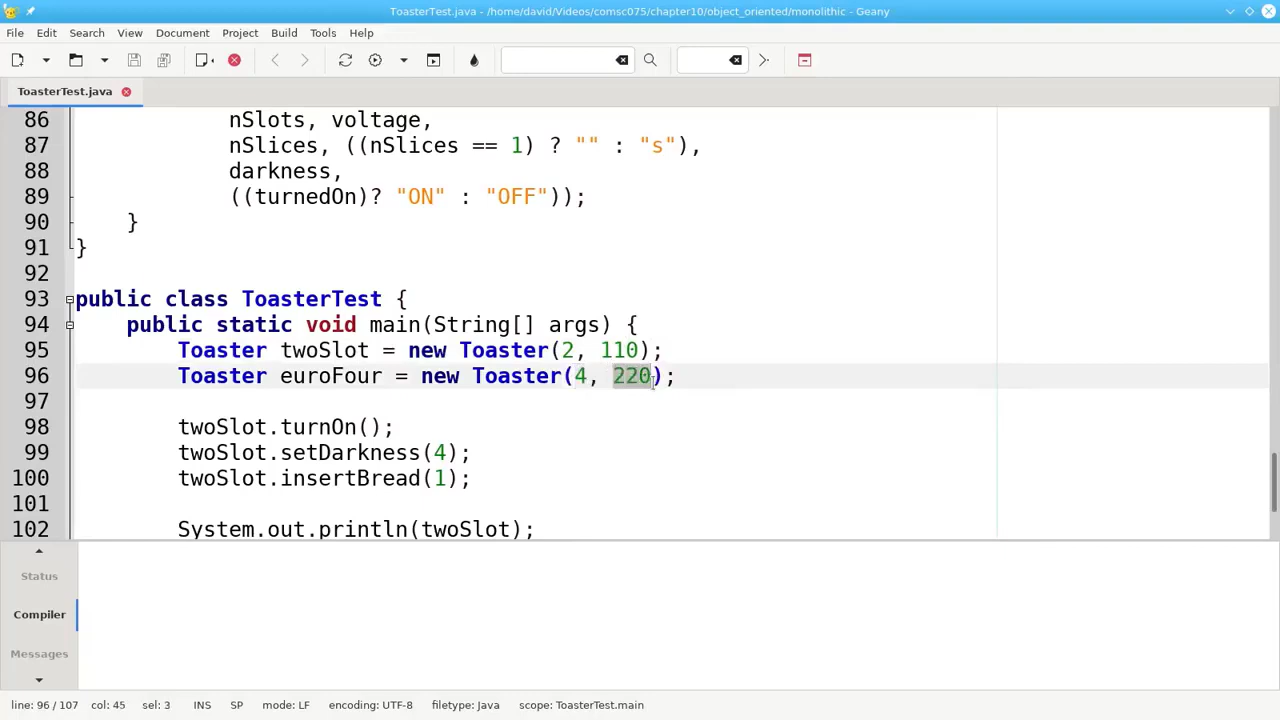 ToasterTest.java - /home/david/Videos/comsc075/chapter10/object_oriented/monolithic - Geany
File Edit Search View Document Project Build Tools Help
ToasterTest.java
86 nSlots, voltage,
87 nSlices, ((nSlices == 1) ? "" : "s"),
88 darkness,
89 ((turnedOn)? "ON" : "OFF"));
90 }
91 }
92
93 public class ToasterTest {
94 public static void main(String[] args) {
95 Toaster twoSlot = new Toaster(2, 110);
96 Toaster euroFour = new Toaster(4, 220);
97
98 twoSlot.turnOn();
99 twoSlot.setDarkness(4);
100 twoSlot.insertBread(1);
101
102 System.out.println(twoSlot);
Status
Compiler
Messages
line: 96 / 107 col: 45 sel: 3 INS SP mode: LF encoding: UTF-8 filetype: Java scope: ToasterTest.main